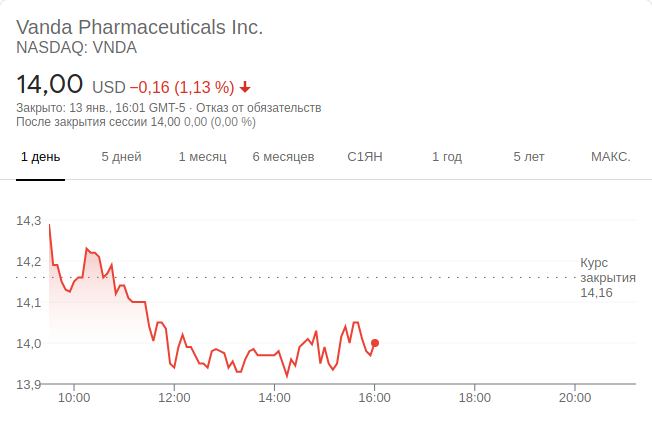 Vanda Pharmaceuticals Inc.
NASDAQ: VNDA
14,00 USD −0,16 (1,13 %)
Закрыто: 13 янв., 16:01 GMT-5 · Отказ от обязательств
После закрытия сессии 14,00 0,00 (0,00 %)
1 день 5 дней 1 месяц 6 месяцев С1ЯН 1 год 5 лет МАКС.
14,3
14,2
14,1
14,0
13,9
Курс
закрытия
14,16
10:00 12:00 14:00 16:00 18:00 20:00